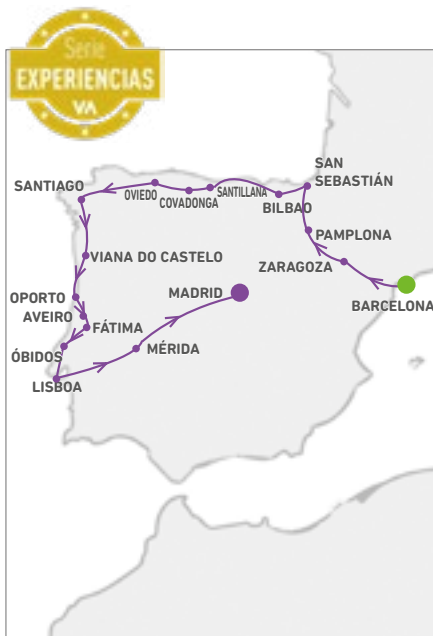 Serie
EXPERIENCIAS
VA
SAN
SEBASTIÁN
SANTIAGO
OVIEDO
COVADONGA
SANTILLANA
BILBAO
PAMPLONA
VIANA DO CASTELO
ZARAGOZA
MADRID
OPORTO
BARCELONA
AVEIRO
FÁTIMA
MÉRIDA
ÓBIDOS
LISBOA